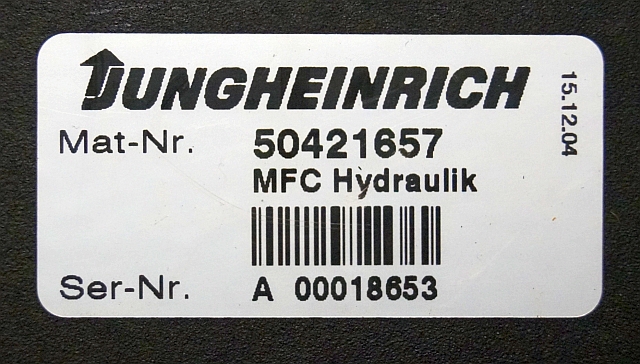 JUNGHEINRICH
15.12.04
Mat-Nr. 50421657
MFC Hydraulik
Ser-Nr. A 00018653